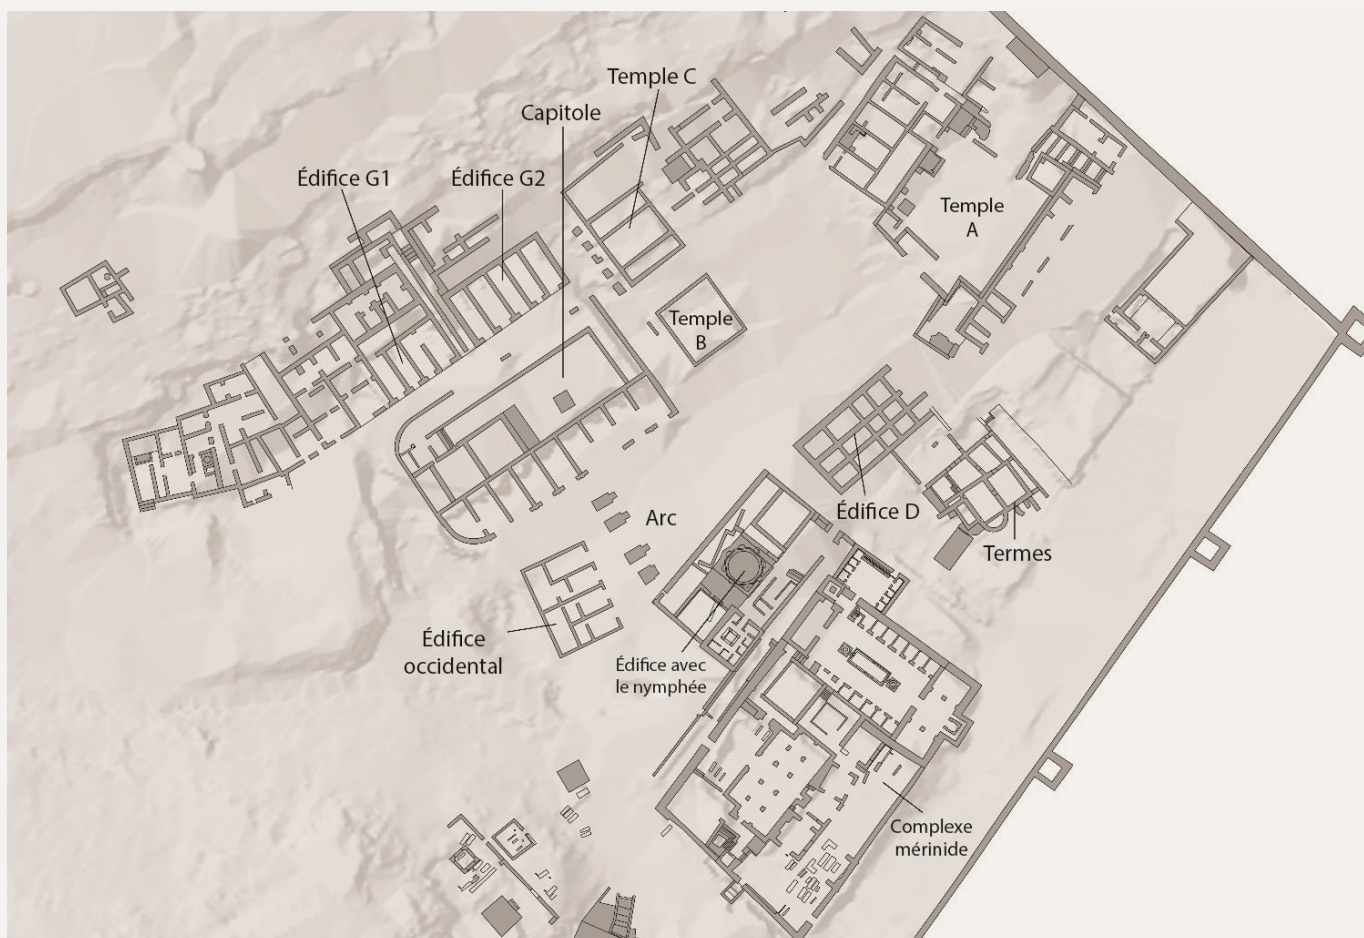 Temple C
Capitole
Édifice G1
Édifice G2
Temple
A
Temple
B
Arc
Édifice D
Termes
Édifice
occidental
Édifice avec
le nymphée
Complexe
mérinide